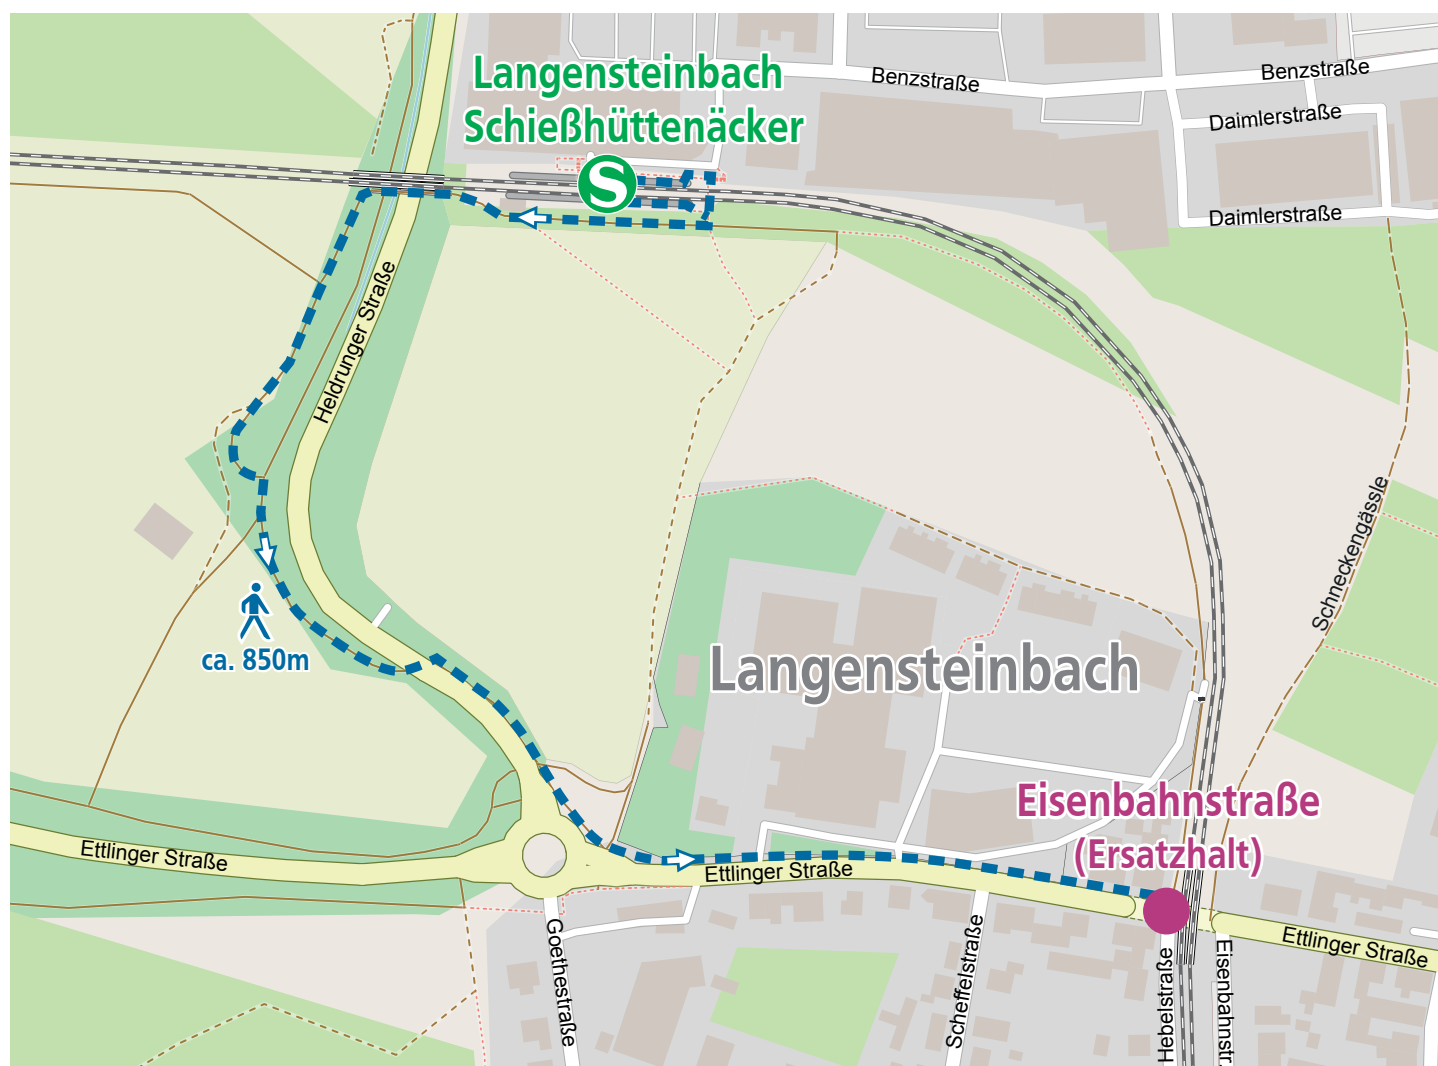 Langensteinbach
Schießhüttenäcker
S
Benzstraße
Benzstraße
Daimlerstraße
Daimlerstraße
Heldrunger Straße
Schneckengässle
ca. 850m
Langensteinbach
Eisenbahnstraße
(Ersatzhalt)
Ettlinger Straße
Ettlinger Straße
Ettlinger Straße
Goethestraße
Scheffelstraße
Hebelstraße
Eisenbahnstr.